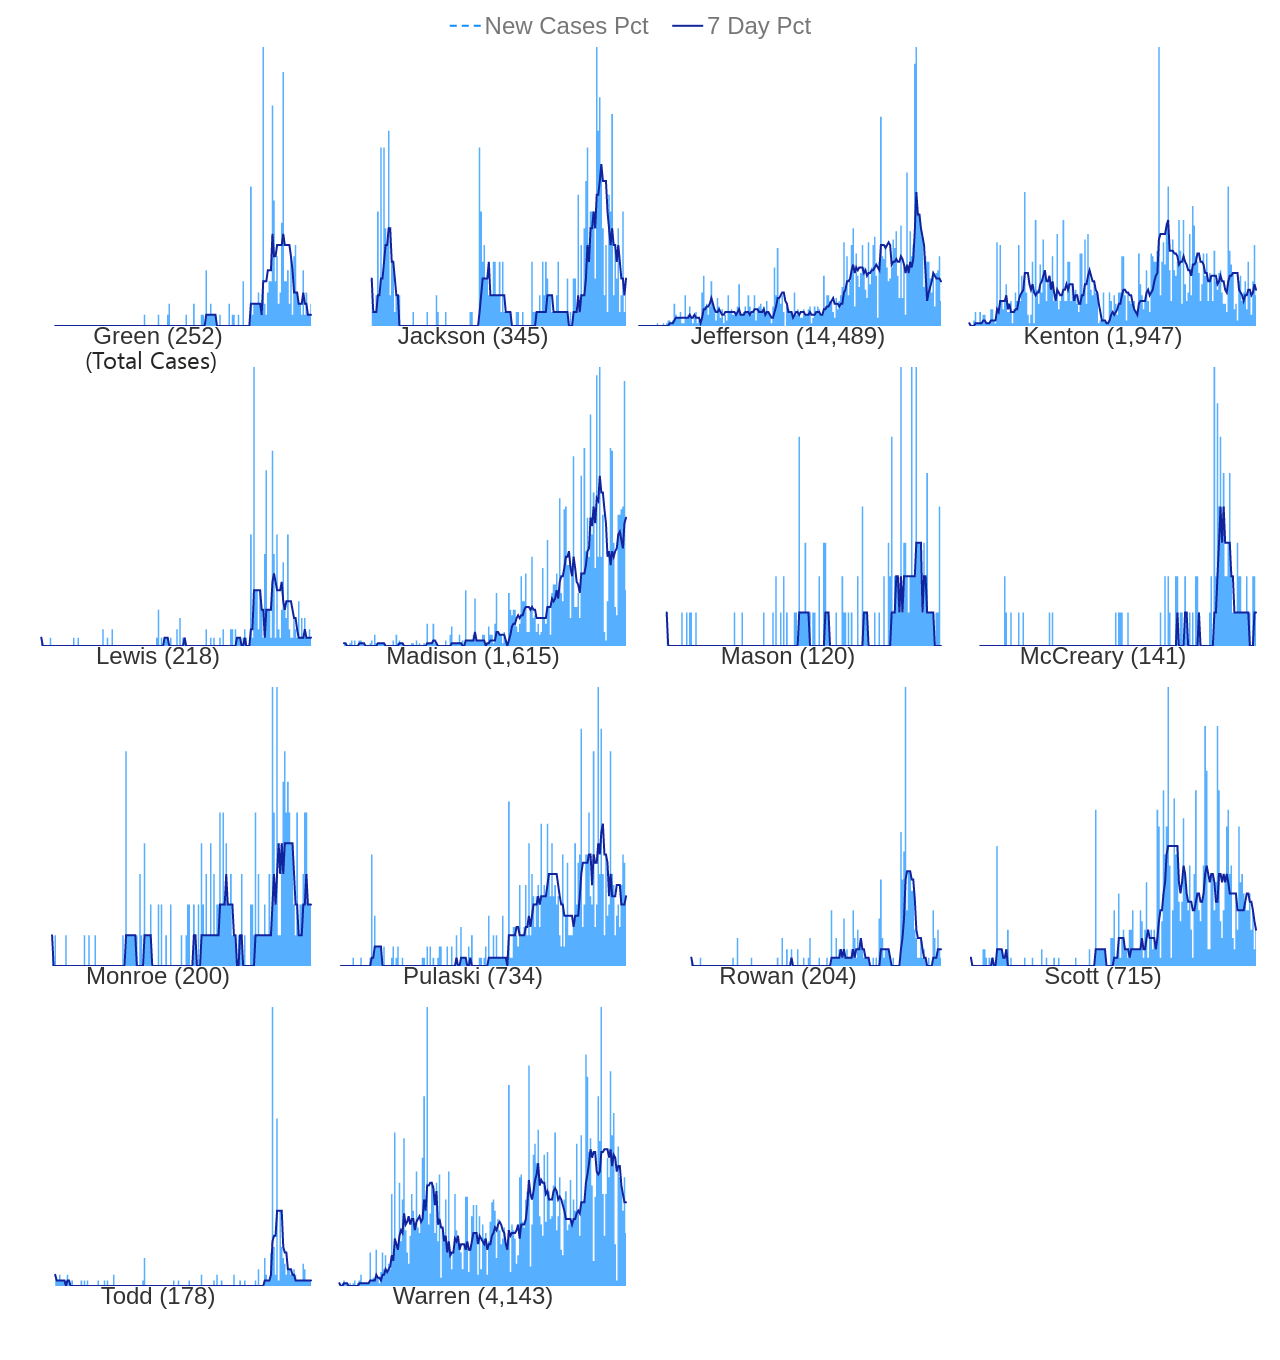 New Cases Pct 7 Day Pct
Green (252) Jackson (345) Jefferson (14,489) Kenton (1,947)
(Total Cases)
Lewis (218) Madison (1,615) Mason (120) McCreary (141)
Monroe (200) Pulaski (734) Rowan (204) Scott (715)
Todd (178) Warren (4,143)